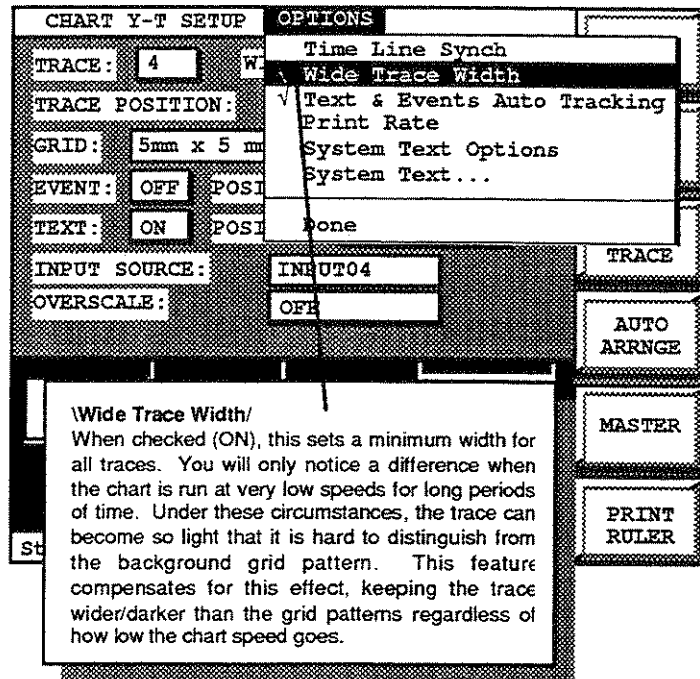 CHART Y-T SETUP
OPTIONS
Time Line Synch
\ Wide Trace Width
√ Text & Events Auto Tracking
Print Rate
System Text Options
System Text...
Done
TRACE: 4
TRACE POSITION:
GRID: 5mm x 5 mm
EVENT: OFF POSI
TEXT: ON POSI
INPUT SOURCE: INPUT04
OVERSCALE: OFF
TRACE
AUTO
ARRNGE
MASTER
PRINT
RULER
St
\Wide Trace Width/
When checked (ON), this sets a minimum width for
all traces. You will only notice a difference when
the chart is run at very low speeds for long periods
of time. Under these circumstances, the trace can
become so light that it is hard to distinguish from
the background grid pattern. This feature
compensates for this effect, keeping the trace
wider/darker than the grid patterns regardless of
how low the chart speed goes.